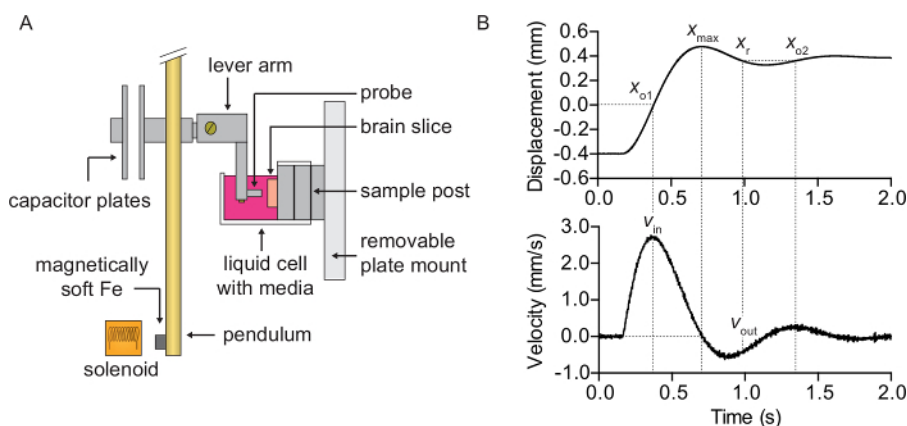 A
lever arm
probe
brain slice
sample post
removable
plate mount
capacitor plates
liquid cell
with media
magnetically
soft Fe
pendulum
solenoid
B
Displacement (mm)
0.6
0.4
0.2
0.0
-0.2
-0.4
-0.6
x_o1
x_max
x_r
x_o2
0.0 0.5 1.0 1.5 2.0
Velocity (mm/s)
3.0
2.0
1.0
0.0
-1.0
v_in
v_out
0.0 0.5 1.0 1.5 2.0
Time (s)